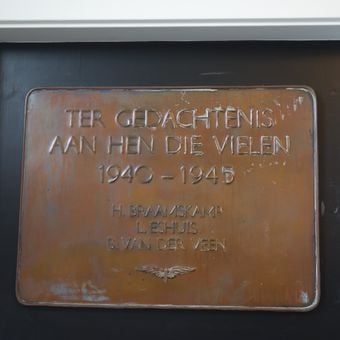 TER GEDACHTENIS
AAN HEN DIE VIELEN
1940 - 1945
H. BRAAMSKAMP
L. ESHUIS
B. VAN DER VEEN